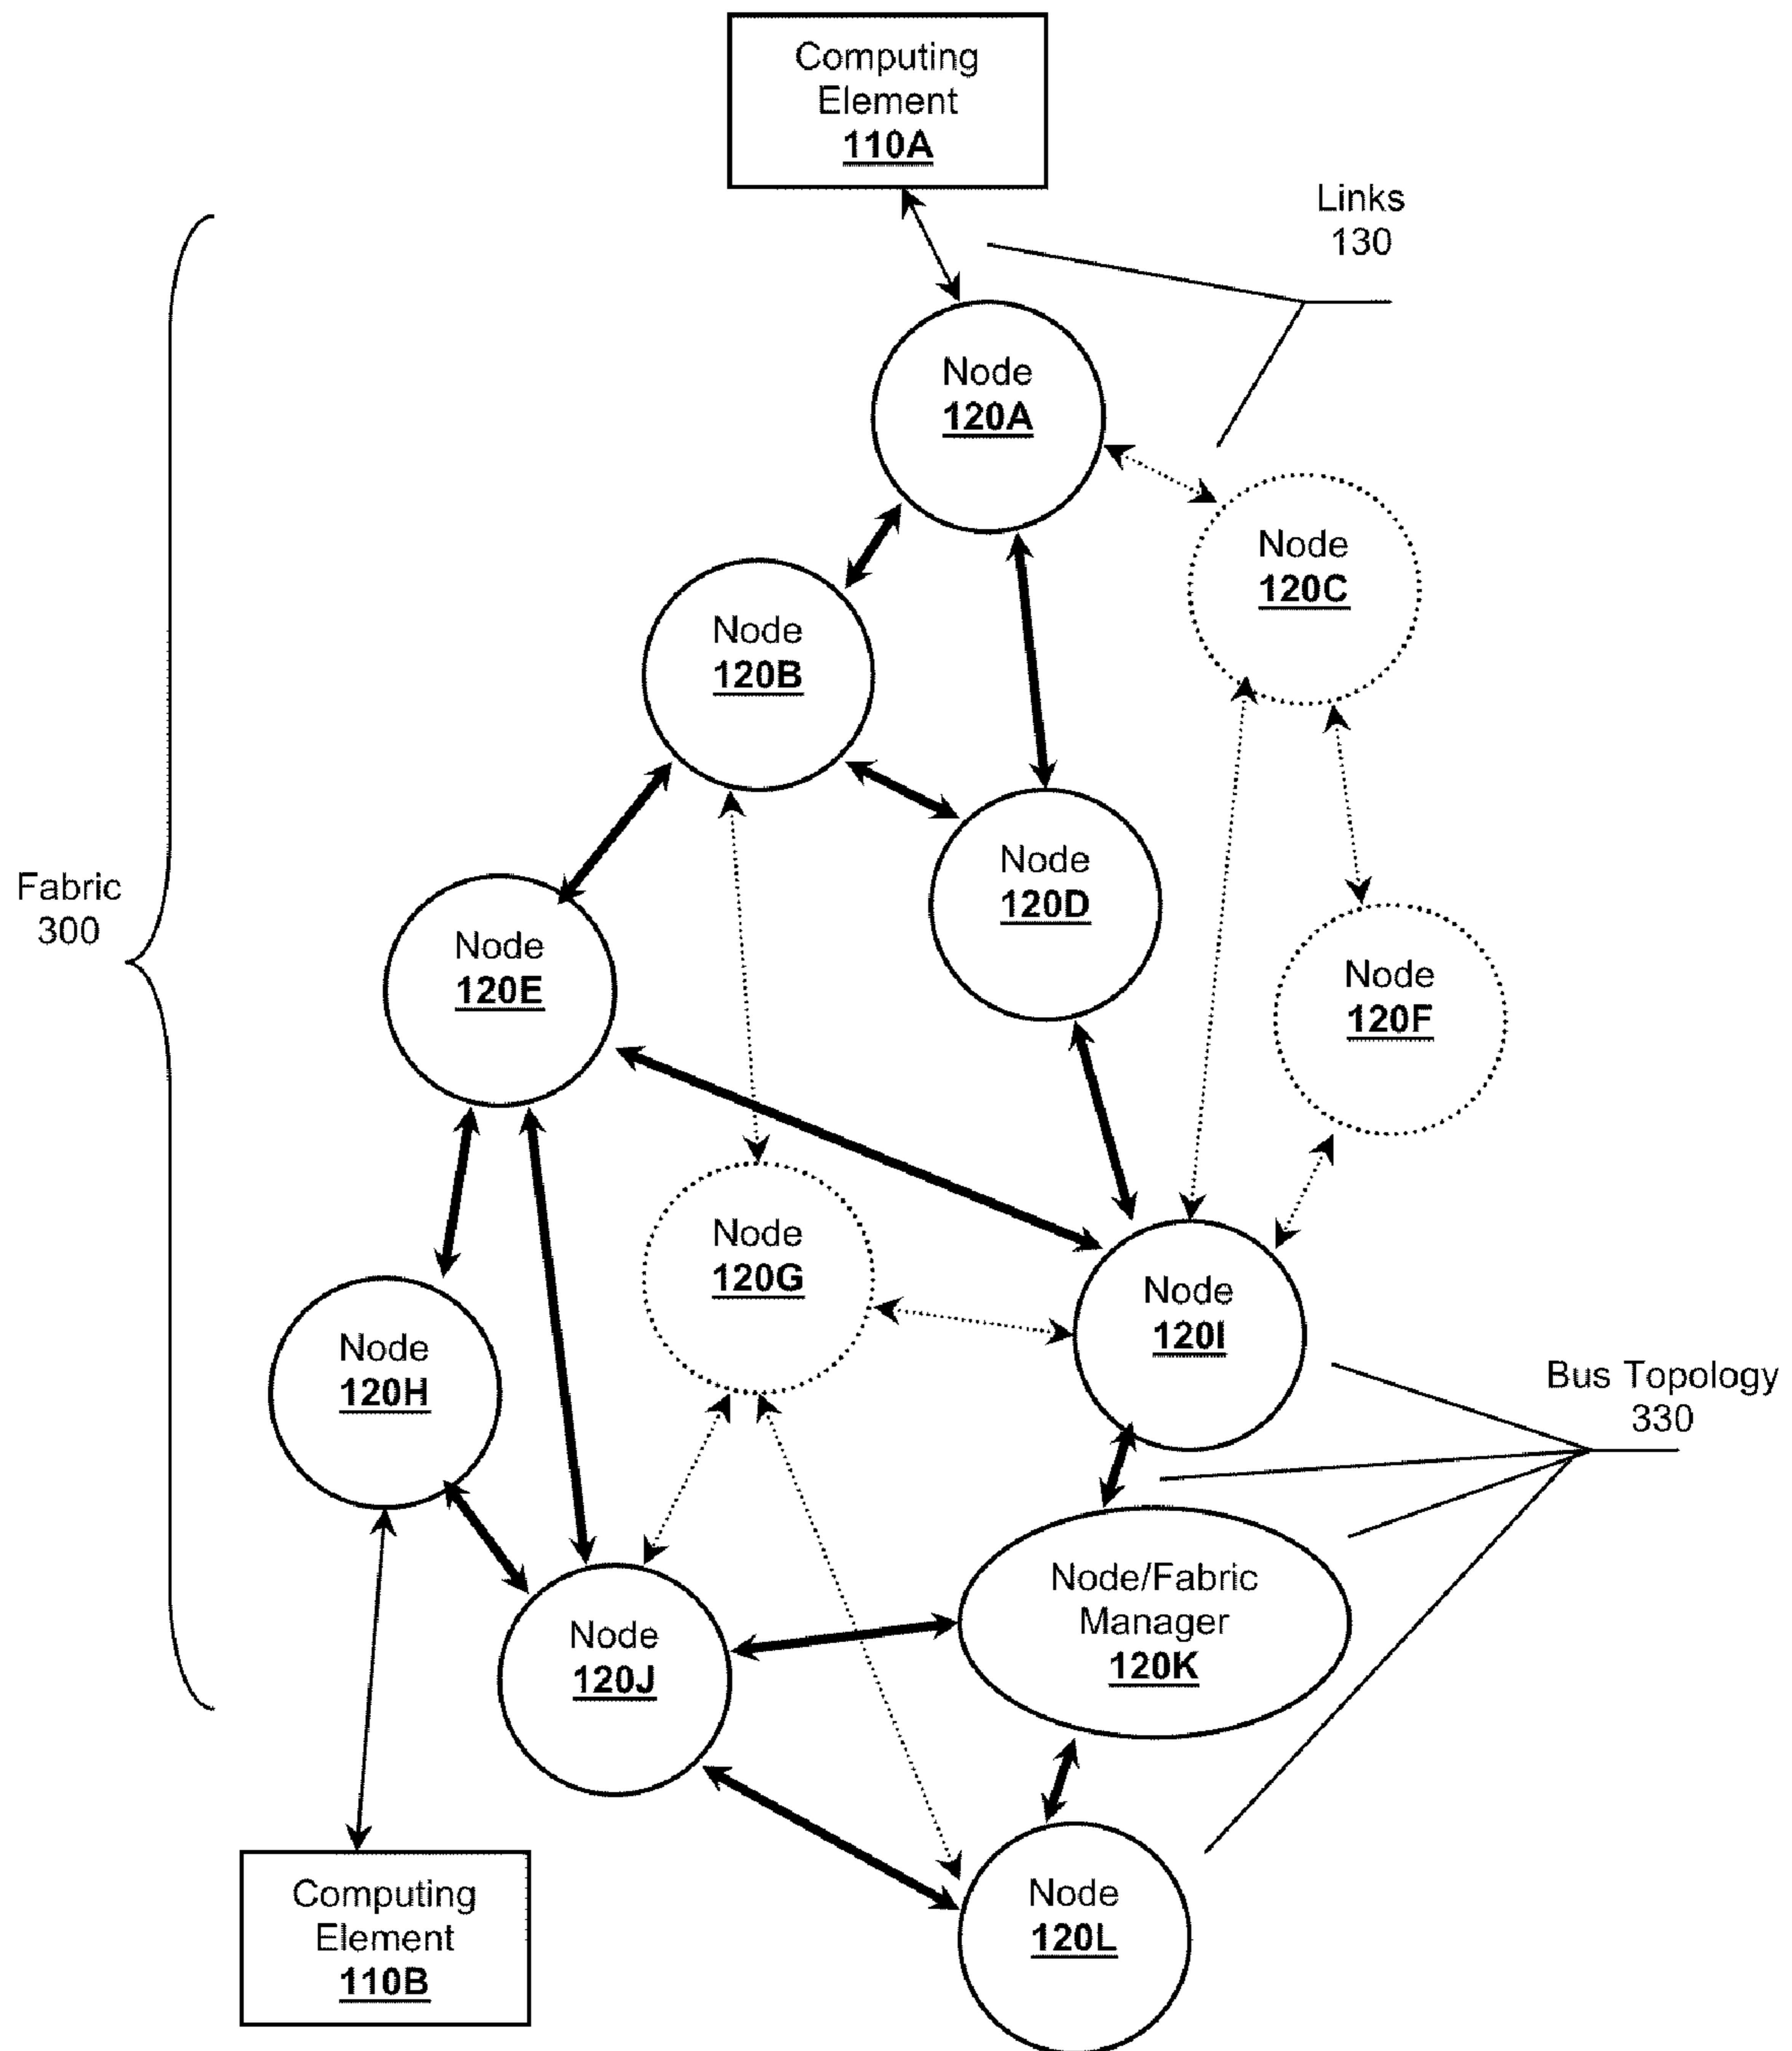 Computing
Element
110A
Links
130
Node
120A
Node
120C
Node
120B
Node
120D
Fabric
300
Node
120E
Node
120F
Node
120G
Node
120I
Node
120H
Bus Topology
330
Node/Fabric
Manager
120K
Node
120J
Computing
Element
110B
Node
120L